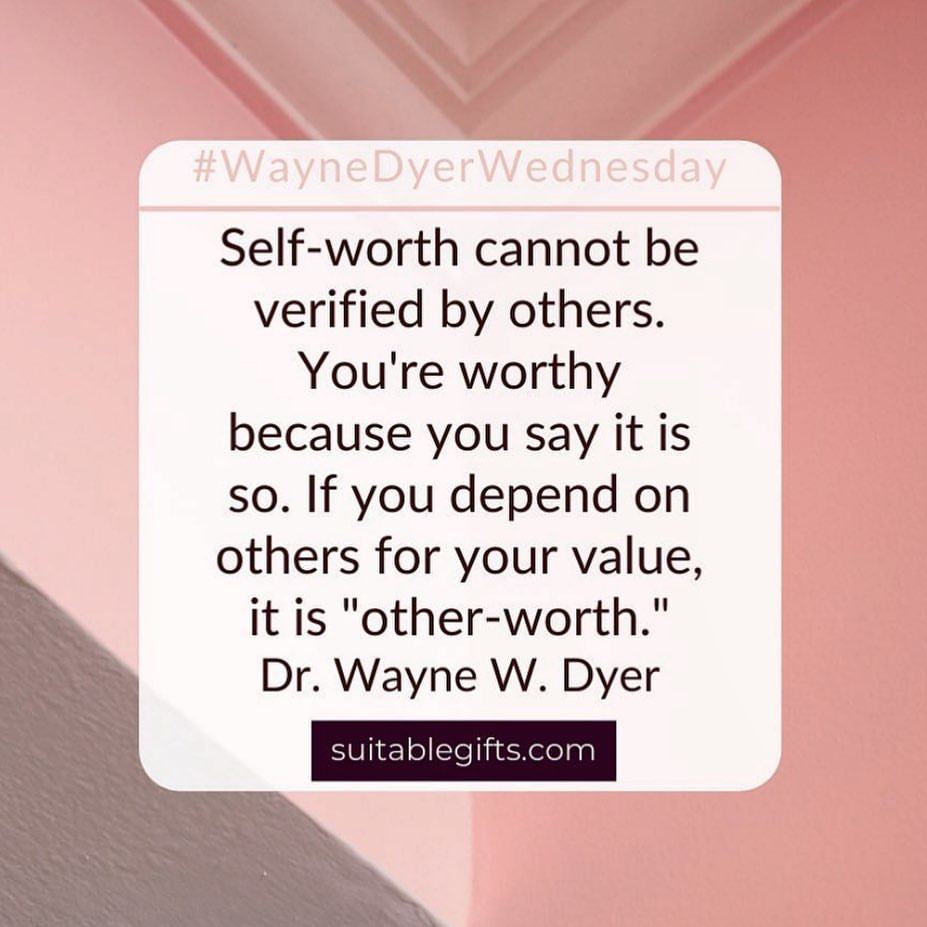 #WayneDyerWednesday
Self-worth cannot be
verified by others.
You're worthy
because you say it is
so. If you depend on
others for your value,
it is "other-worth."
Dr. Wayne W. Dyer
suitablegifts.com